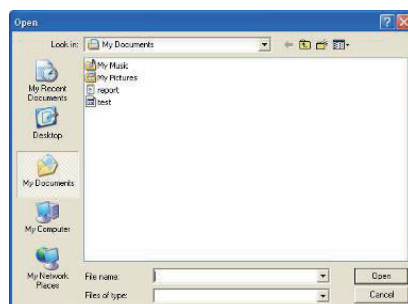 Open
Look in: My Documents
My Recent
Documents
Desktop
My Documents
My Computer
My Network
Places
My Music
My Pictures
report
test
File name: Open
Files of type: Cancel